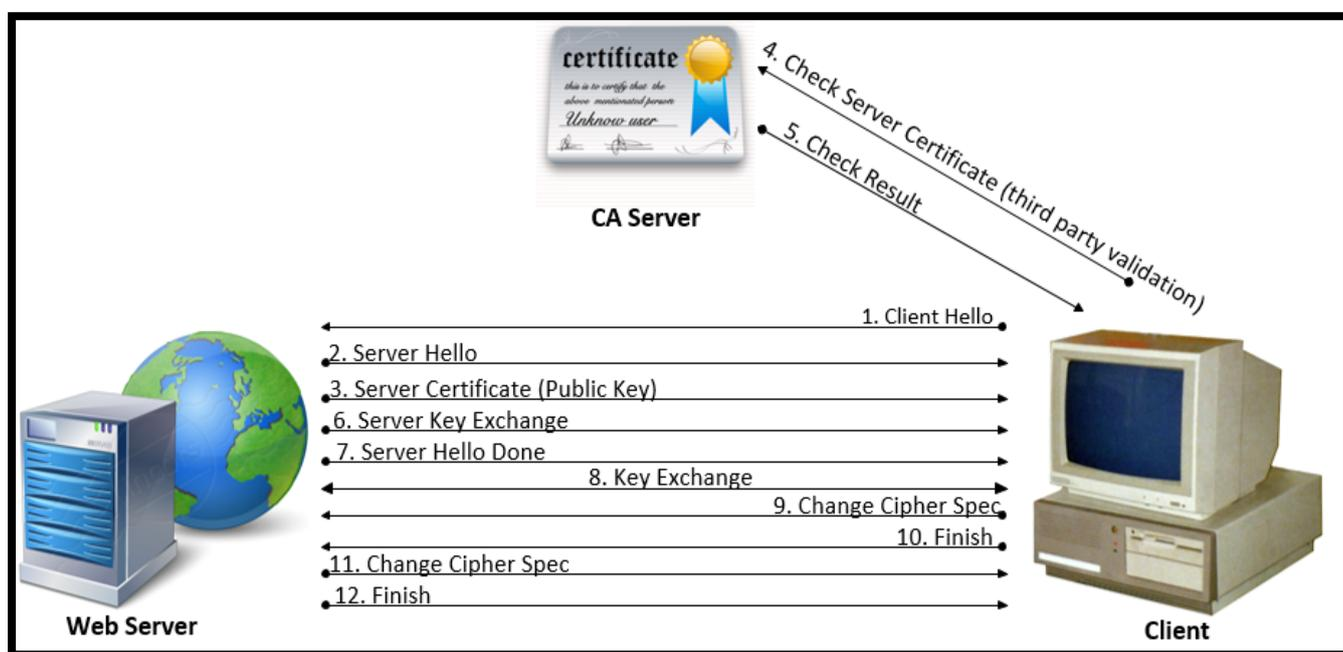 certificate
this is to certify that the
above mentionated person
Unknow user
CA Server
4. Check Server Certificate (third party validation)
5. Check Result
1. Client Hello
2. Server Hello
3. Server Certificate (Public Key)
6. Server Key Exchange
7. Server Hello Done
8. Key Exchange
9. Change Cipher Spec
10. Finish
11. Change Cipher Spec
12. Finish
Web Server
Client